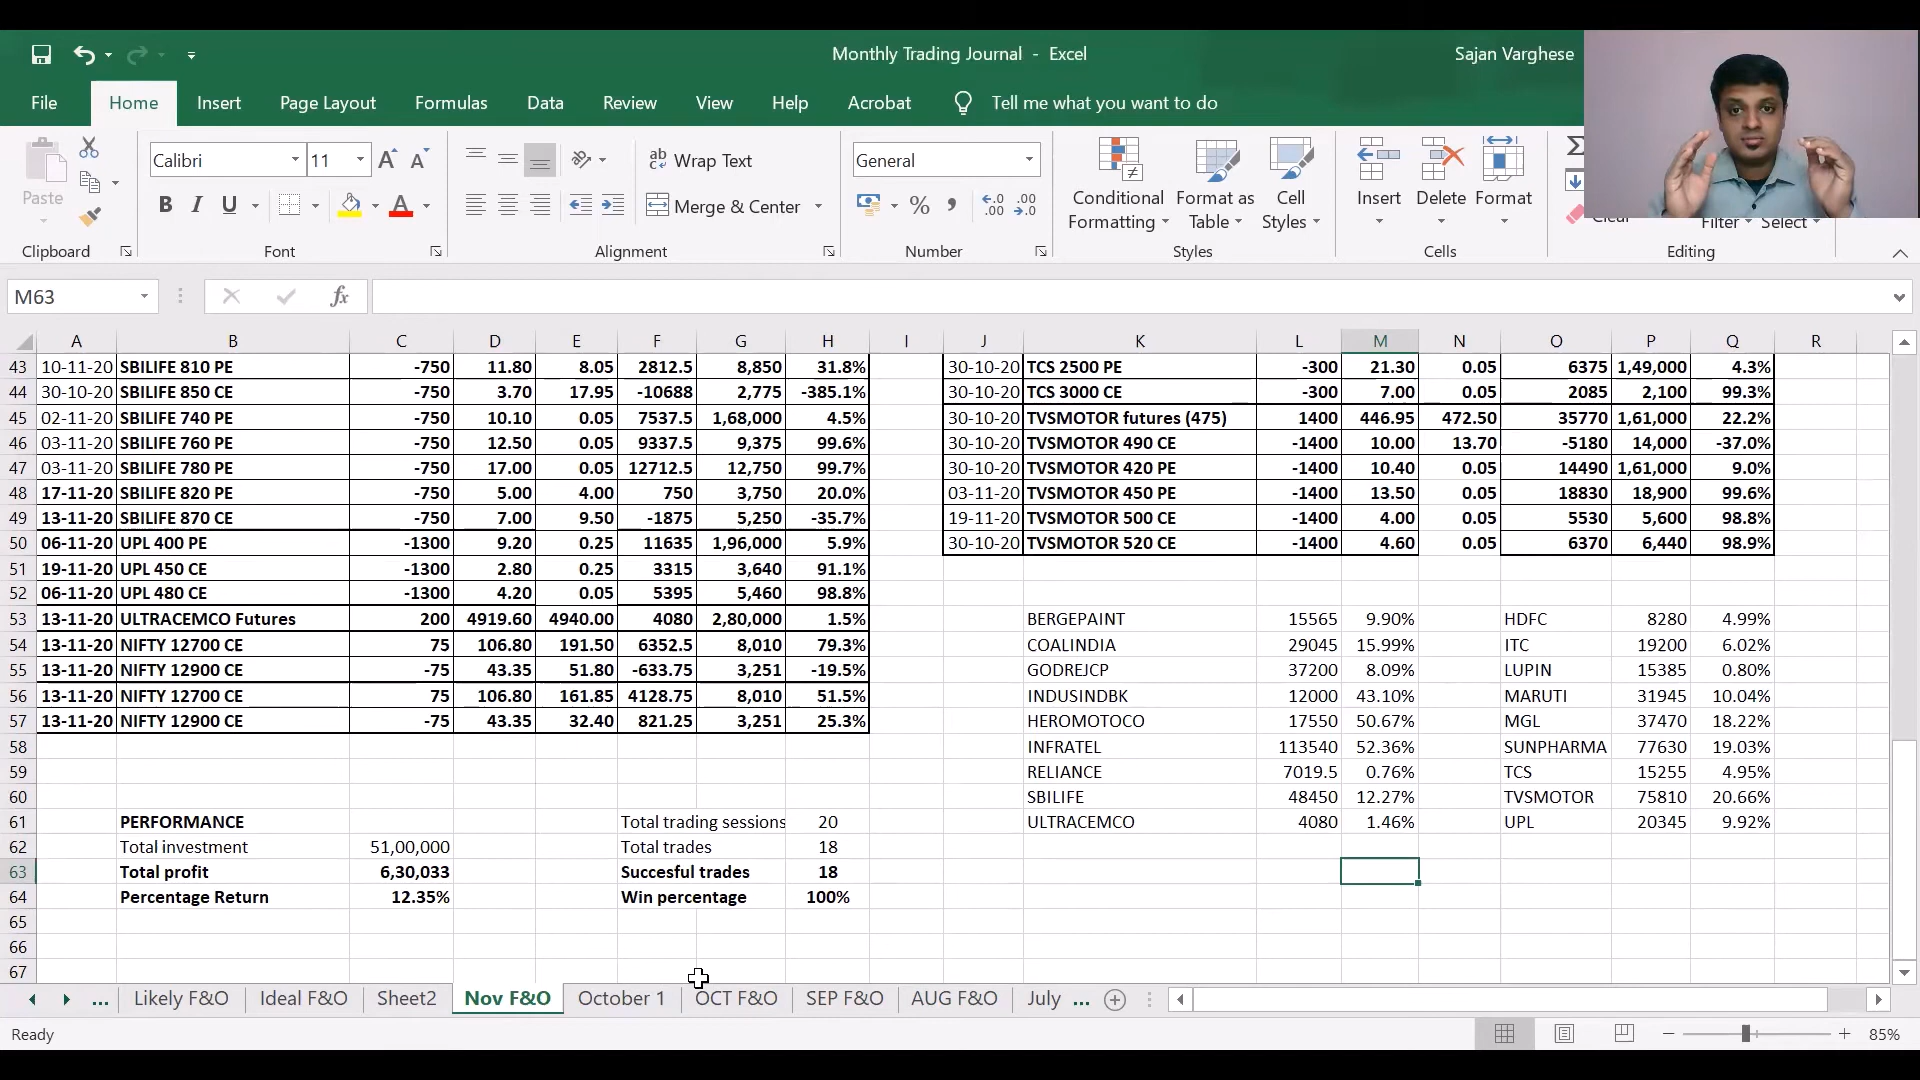 Monthly Trading Journal - Excel
Sajan Varghese
File Home Insert Page Layout Formulas Data Review View Help Acrobat Tell me what you want to do
Paste
Clipboard
Calibri 11
B I U
Font
Wrap Text
Merge & Center
Alignment
General
% ,
Number
Conditional Formatting
Format as Table
Cell Styles
Styles
Insert Delete Format
Cells
Clear
Filter Select
Editing
M63 fx
A B C D E F G H I J K L M N O P Q R
43 10-11-20 SBILIFE 810 PE -750 11.80 8.05 2812.5 8,850 31.8% 30-10-20 TCS 2500 PE -300 21.30 0.05 6375 1,49,000 4.3%
44 30-10-20 SBILIFE 850 CE -750 3.70 17.95 -10688 2,775 -385.1% 30-10-20 TCS 3000 CE -300 7.00 0.05 2085 2,100 99.3%
45 02-11-20 SBILIFE 740 PE -750 10.10 0.05 7537.5 1,68,000 4.5% 30-10-20 TVSMOTOR futures (475) 1400 446.95 472.50 35770 1,61,000 22.2%
46 03-11-20 SBILIFE 760 PE -750 12.50 0.05 9337.5 9,375 99.6% 30-10-20 TVSMOTOR 490 CE -1400 10.00 13.70 -5180 14,000 -37.0%
47 03-11-20 SBILIFE 780 PE -750 17.00 0.05 12712.5 12,750 99.7% 30-10-20 TVSMOTOR 420 PE -1400 10.40 0.05 14490 1,61,000 9.0%
48 17-11-20 SBILIFE 820 PE -750 5.00 4.00 750 3,750 20.0% 03-11-20 TVSMOTOR 450 PE -1400 13.50 0.05 18830 18,900 99.6%
49 13-11-20 SBILIFE 870 CE -750 7.00 9.50 -1875 5,250 -35.7% 19-11-20 TVSMOTOR 500 CE -1400 4.00 0.05 5530 5,600 98.8%
50 06-11-20 UPL 400 PE -1300 9.20 0.25 11635 1,96,000 5.9% 30-10-20 TVSMOTOR 520 CE -1400 4.60 0.05 6370 6,440 98.9%
51 19-11-20 UPL 450 CE -1300 2.80 0.25 3315 3,640 91.1%
52 06-11-20 UPL 480 CE -1300 4.20 0.05 5395 5,460 98.8%
53 13-11-20 ULTRACEMCO Futures 200 4919.60 4940.00 4080 2,80,000 1.5% BERGEPAINT 15565 9.90% HDFC 8280 4.99%
54 13-11-20 NIFTY 12700 CE 75 106.80 191.50 6352.5 8,010 79.3% COALINDIA 29045 15.99% ITC 19200 6.02%
55 13-11-20 NIFTY 12900 CE -75 43.35 51.80 -633.75 3,251 -19.5% GODREJCP 37200 8.09% LUPIN 15385 0.80%
56 13-11-20 NIFTY 12700 CE 75 106.80 161.85 4128.75 8,010 51.5% INDUSINDBK 12000 43.10% MARUTI 31945 10.04%
57 13-11-20 NIFTY 12900 CE -75 43.35 32.40 821.25 3,251 25.3% HEROMOTOCO 17550 50.67% MGL 37470 18.22%
58 INFRATEL 113540 52.36% SUNPHARMA 77630 19.03%
59 RELIANCE 7019.5 0.76% TCS 15255 4.95%
60 SBILIFE 48450 12.27% TVSMOTOR 75810 20.66%
61 PERFORMANCE Total trading sessions 20 ULTRACEMCO 4080 1.46% UPL 20345 9.92%
62 Total investment 51,00,000 Total trades 18
63 Total profit 6,30,033 Succesful trades 18
64 Percentage Return 12.35% Win percentage 100%
65
66
67
... Likely F&O Ideal F&O Sheet2 Nov F&O October 1 OCT F&O SEP F&O AUG F&O July ...
Ready 85%